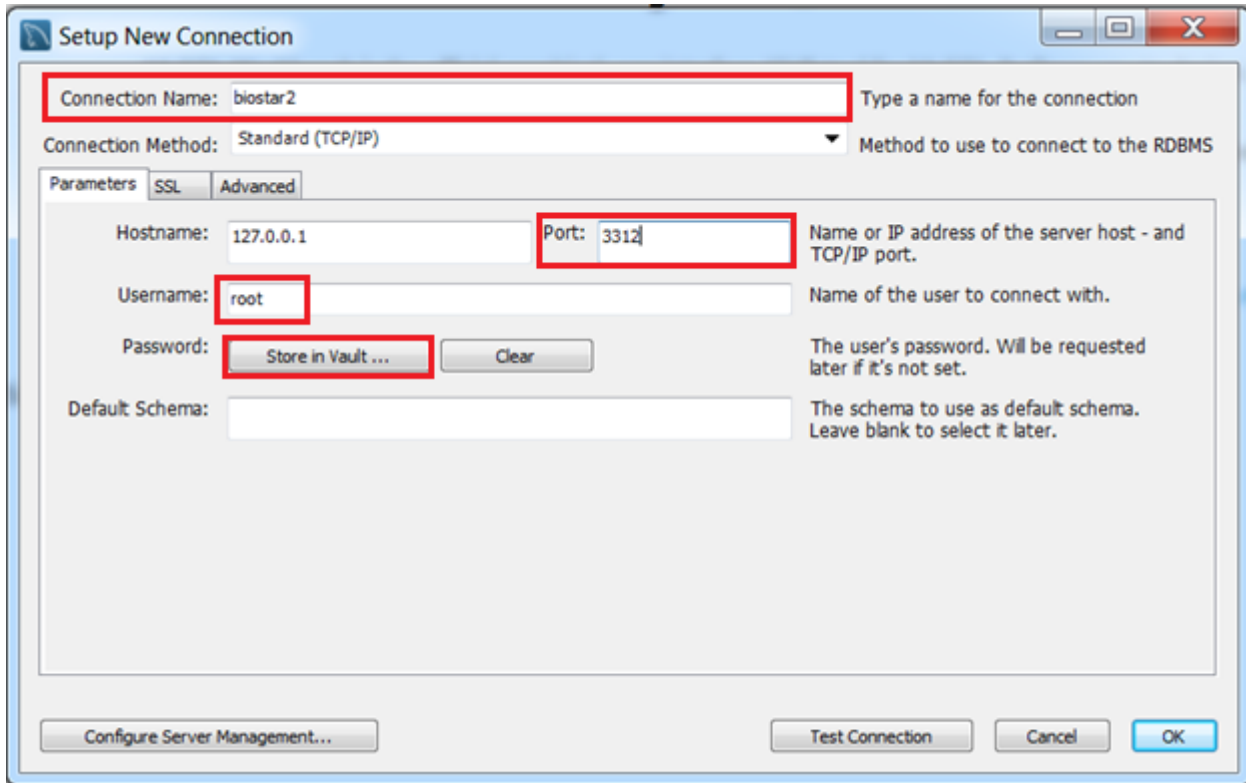 Setup New Connection
Connection Name: biostar2 Type a name for the connection
Connection Method: Standard (TCP/IP) Method to use to connect to the RDBMS
Parameters SSL Advanced
Hostname: 127.0.0.1 Port: 3312 Name or IP address of the server host - and
TCP/IP port.
Username: root Name of the user to connect with.
Password: Store in Vault ... Clear The user's password. Will be requested
later if it's not set.
Default Schema: The schema to use as default schema.
Leave blank to select it later.
Configure Server Management... Test Connection Cancel OK